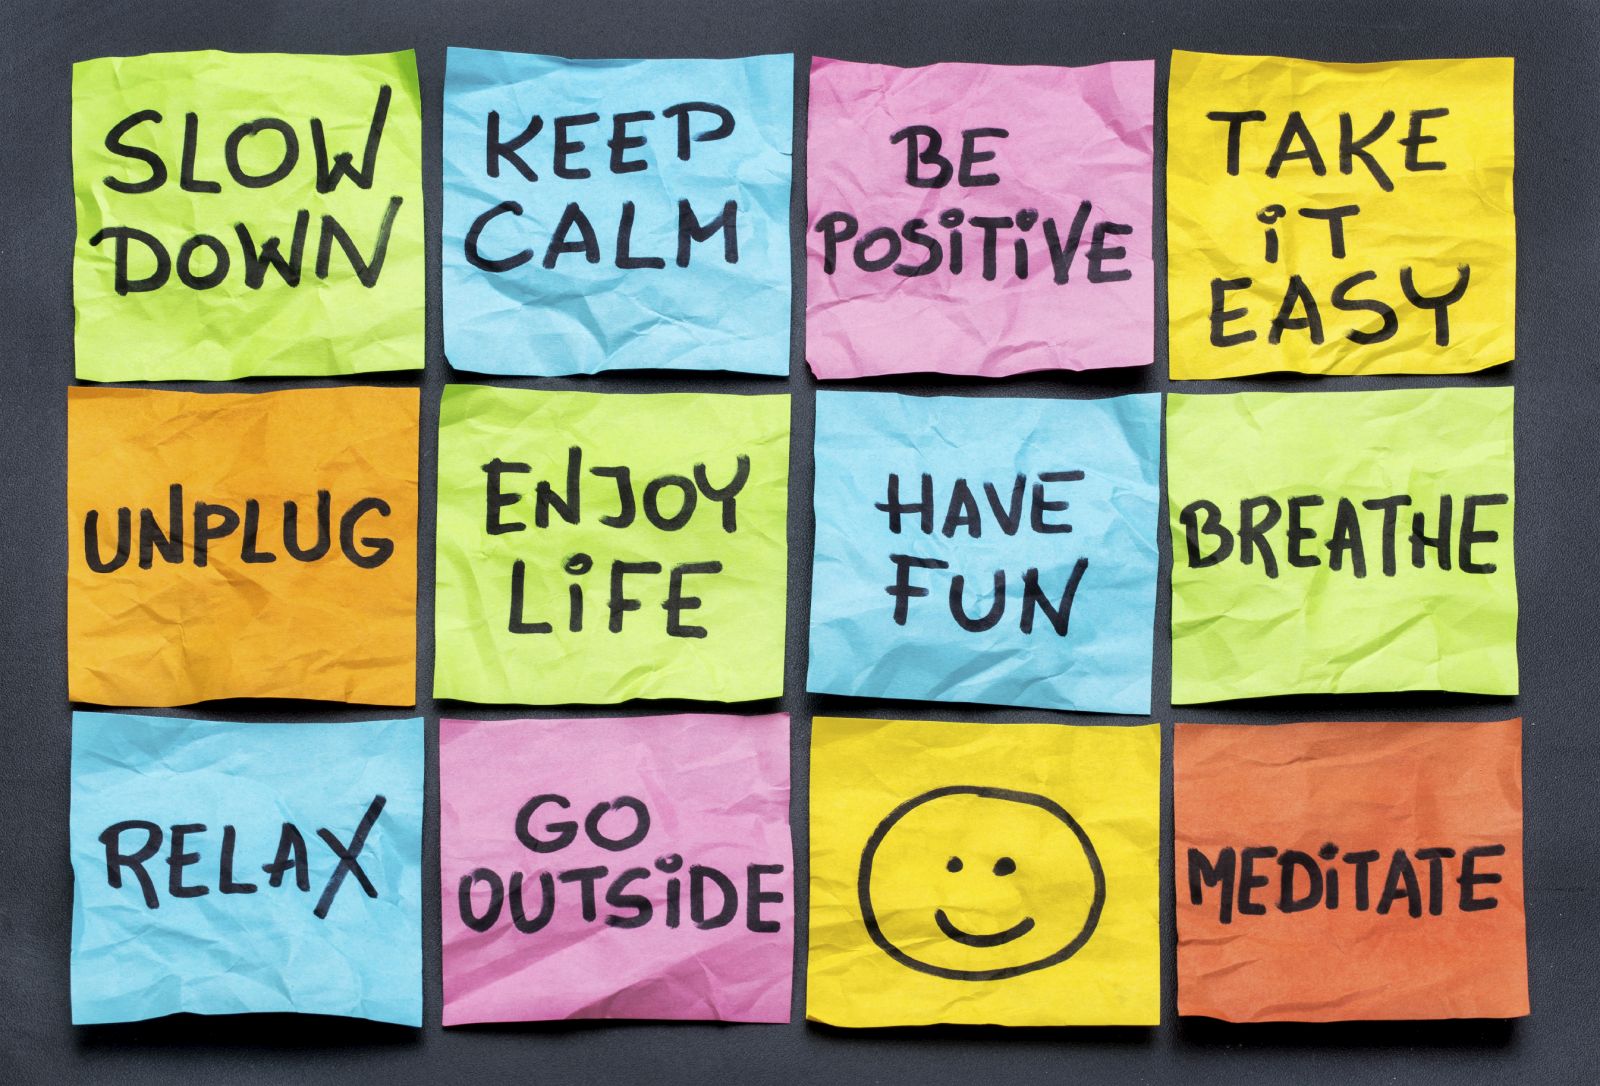 SLOW
DOWN
KEEP
CALM
BE
POSiTiVE
TAKE
iT
EASY
UNPLUG
ENJOY
LiFE
HAVE
FUN
BREATHE
RELAX
GO
OUTSiDE
MEDiTATE